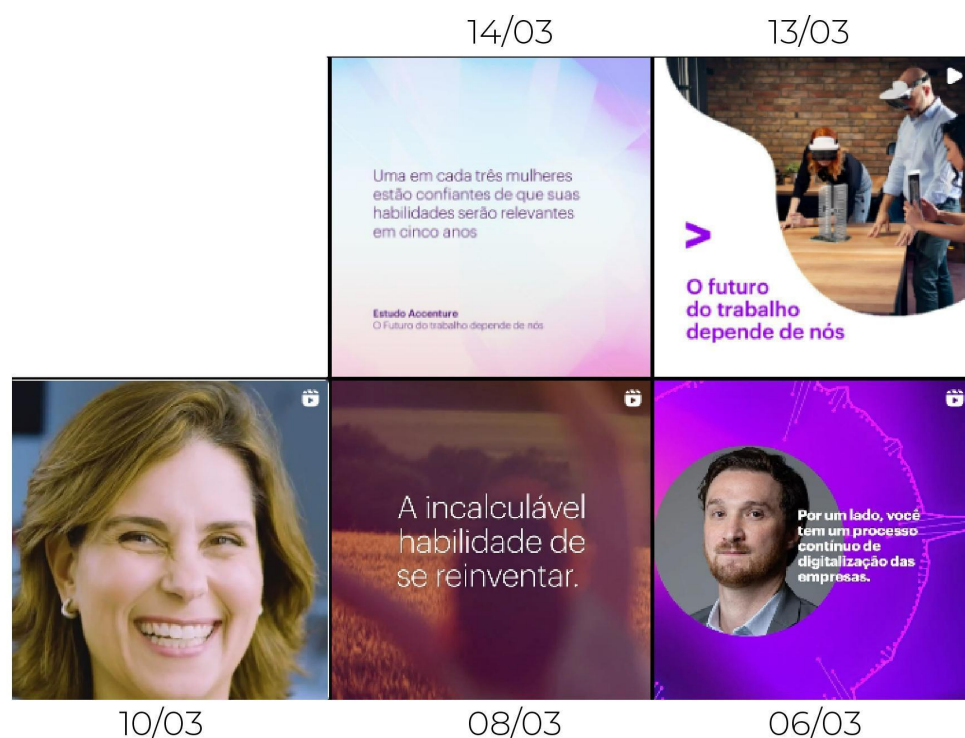 14/03
13/03
Uma em cada três mulheres
estão confiantes de que suas
habilidades serão relevantes
em cinco anos
Estudo Accenture
O Futuro do trabalho depende de nós
>
O futuro
do trabalho
depende de nós
A incalculável
habilidade de
se reinventar.
Por um lado, você
tem um processo
contínuo de
digitalização das
empresas.
10/03
08/03
06/03